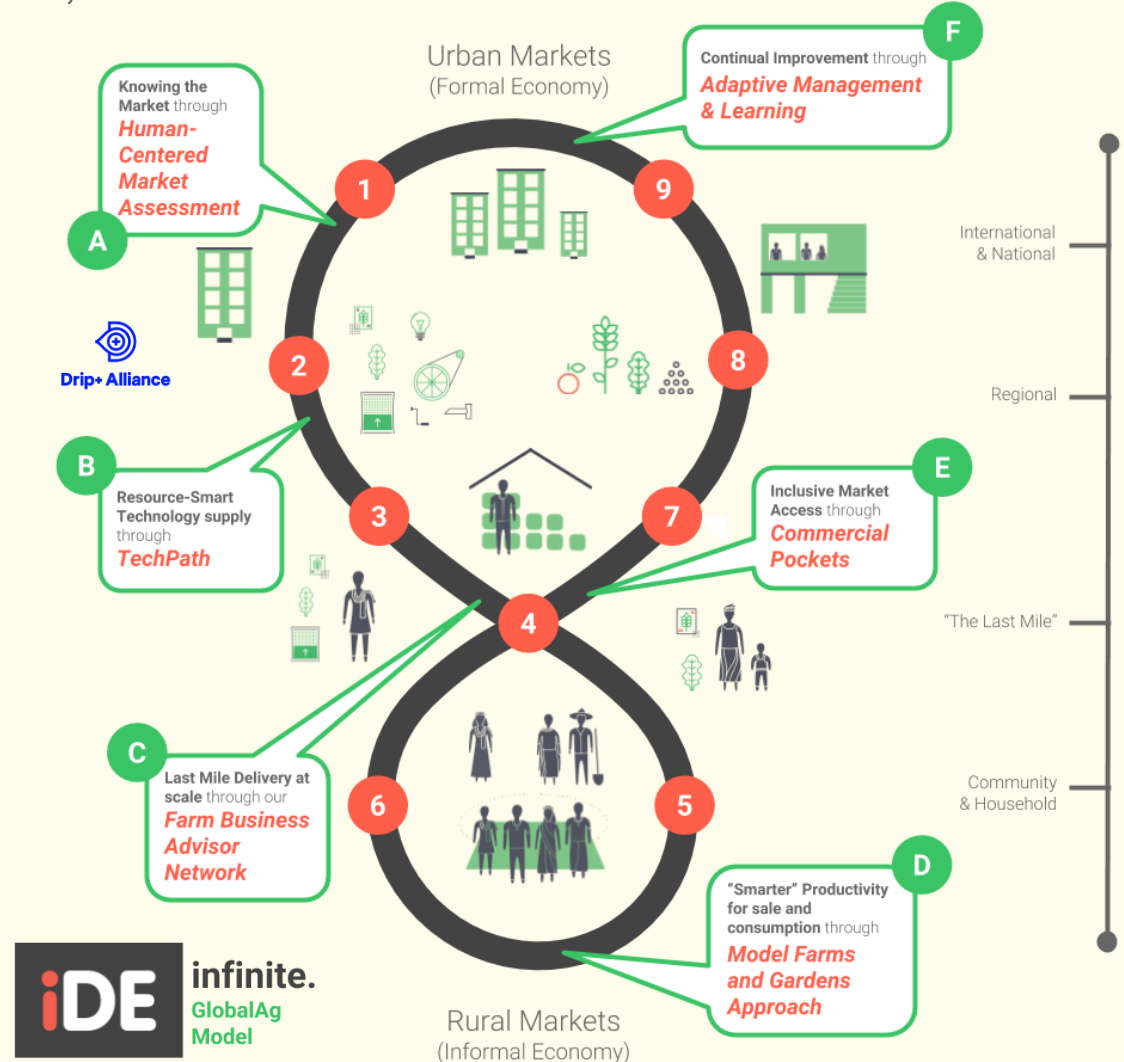 Urban Markets
(Formal Economy)
F
Continual Improvement through
Adaptive Management
& Learning
Knowing the
Market through
Human-
Centered
Market
Assessment
A
1
9
International
& National
Drip+ Alliance
2
8
Regional
B
Resource-Smart
Technology supply
through
TechPath
3
7
E
Inclusive Market
Access through
Commercial
Pockets
4
"The Last Mile"
C
Last Mile Delivery at
scale through our
Farm Business
Advisor
Network
6
5
Community
& Household
D
"Smarter" Productivity
for sale and
consumption through
Model Farms
and Gardens
Approach
iDE
infinite.
GlobalAg
Model
Rural Markets
(Informal Economy)